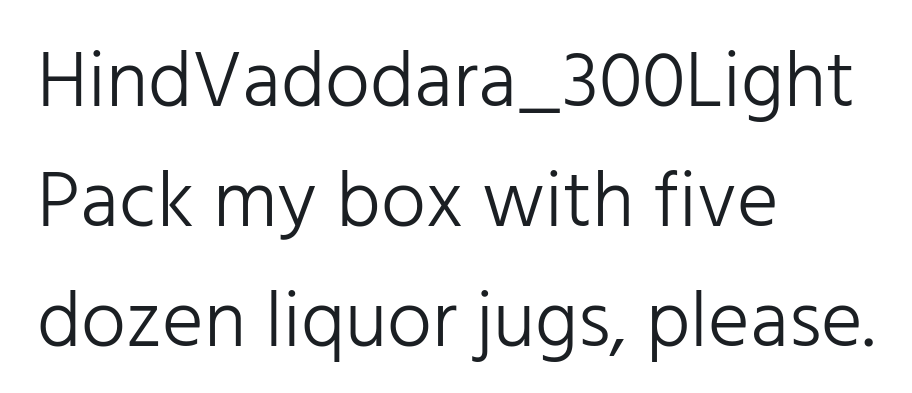 HindVadodara_300Light
Pack my box with five
dozen liquor jugs, please.